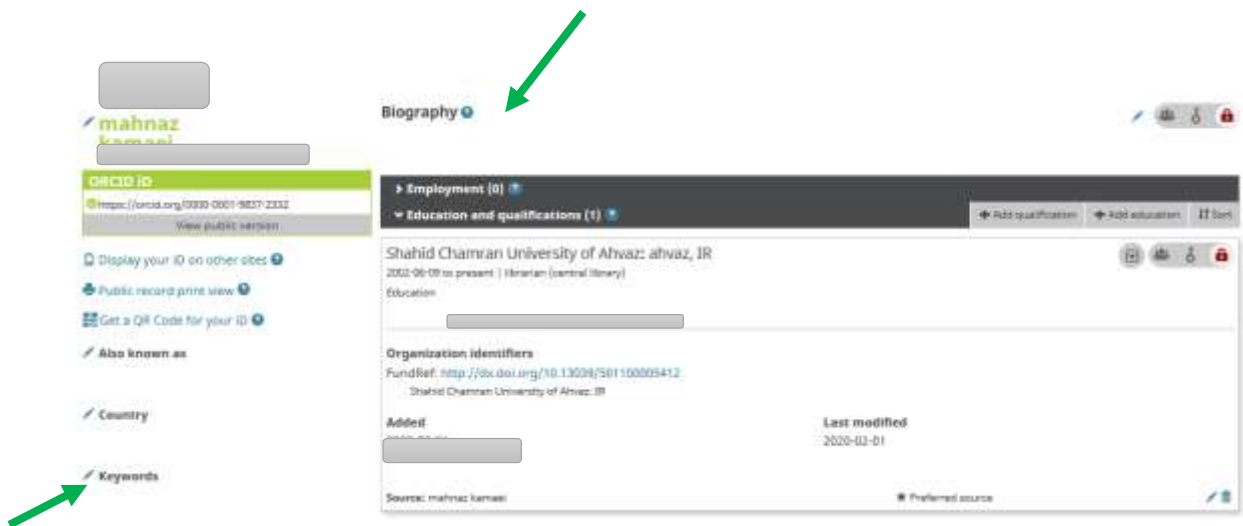 Biography
mahnaz
kamaei
ORCID iD
https://orcid.org/0000-0001-9837-2332
View public version
Display your iD on other sites
Public record print view
Get a QR Code for your iD
Also known as
Country
Keywords
Employment (0)
Education and qualifications (1)
Add qualification
Add education
Sort
Shahid Chamran University of Ahvaz: ahvaz, IR
2002-06-09 to present | librarian (central library)
Education
Organization identifiers
FundRef: http://dx.doi.org/10.13039/501100005412
Shahid Chamran University of Ahvaz: IR
Added
Last modified
2020-02-01
Source: mahnaz kamaei
Preferred source